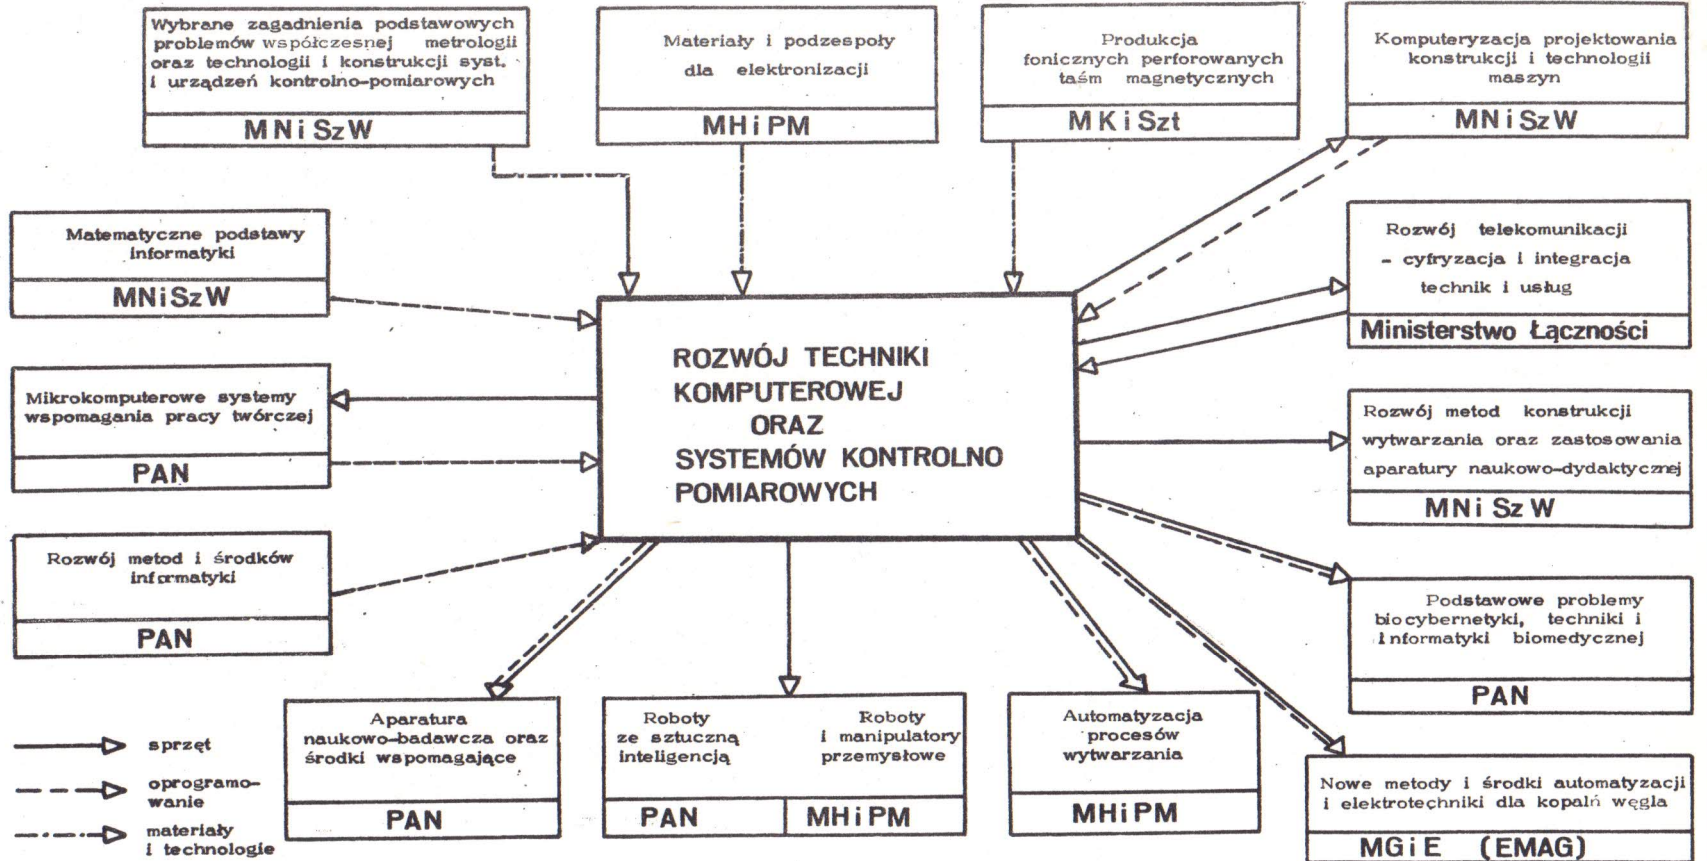 Wybrane zagadnienia podstawowych
problemów współczesnej metrologii
oraz technologii i konstrukcji syst.
i urządzeń kontrolno-pomiarowych
MNiSzW
Materiały i podzespoły
dla elektronizacji
MHiPM
Produkcja
fonicznych perforowanych
taśm magnetycznych
MKiSzt
Komputeryzacja projektowania
konstrukcji i technologii
maszyn
MNiSzW
Matematyczne podstawy
informatyki
MNiSzW
Rozwój telekomunikacji
- cyfryzacja i integracja
technik i usług
Ministerstwo Łączności
Mikrokomputerowe systemy
wspomagania pracy twórczej
PAN
ROZWÓJ TECHNIKI
KOMPUTEROWEJ
ORAZ
SYSTEMÓW KONTROLNO
POMIAROWYCH
Rozwój metod konstrukcji
wytwarzania oraz zastosowania
aparatury naukowo-dydaktycznej
MNiSzW
Rozwój metod i środków
informatyki
PAN
Podstawowe problemy
biocybernetyki, techniki i
informatyki biomedycznej
PAN
Aparatura
naukowo-badawcza oraz
środki wspomagające
PAN
Roboty
ze sztuczną
inteligencją
PAN
Roboty
i manipulatory
przemysłowe
MHiPM
Automatyzacja
procesów
wytwarzania
MHiPM
Nowe metody i środki automatyzacji
i elektrotechniki dla kopalń węgla
MGiE (EMAG)
sprzęt
oprogramo-
wanie
materiały
i technologie